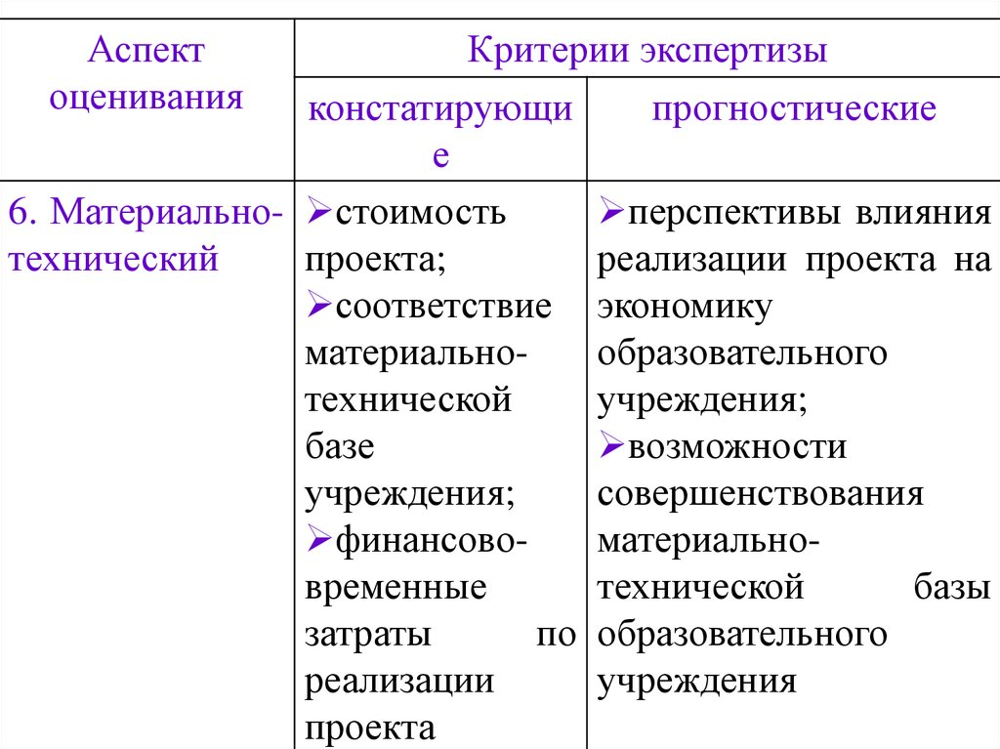 Аспект
оценивания
Критерии экспертизы
констатирующи
е
прогностические
6. Материально-
технический
➢стоимость
проекта;
➢соответствие
материально-
технической
базе
учреждения;
➢финансово-
временные
затраты по
реализации
проекта
➢перспективы влияния
реализации проекта на
экономику
образовательного
учреждения;
➢возможности
совершенствования
материально-
технической базы
образовательного
учреждения